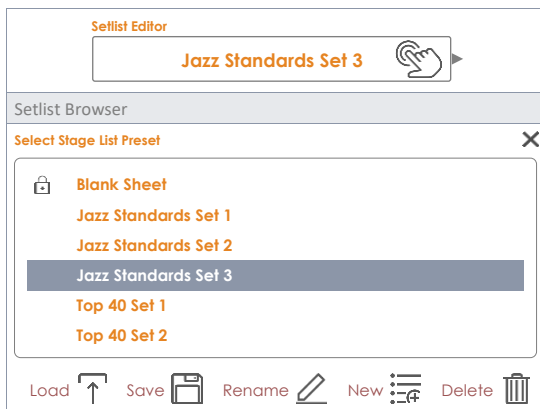 Setlist Editor
Jazz Standards Set 3
Setlist Browser
Select Stage List Preset
Blank Sheet
Jazz Standards Set 1
Jazz Standards Set 2
Jazz Standards Set 3
Top 40 Set 1
Top 40 Set 2
Load Save Rename New Delete